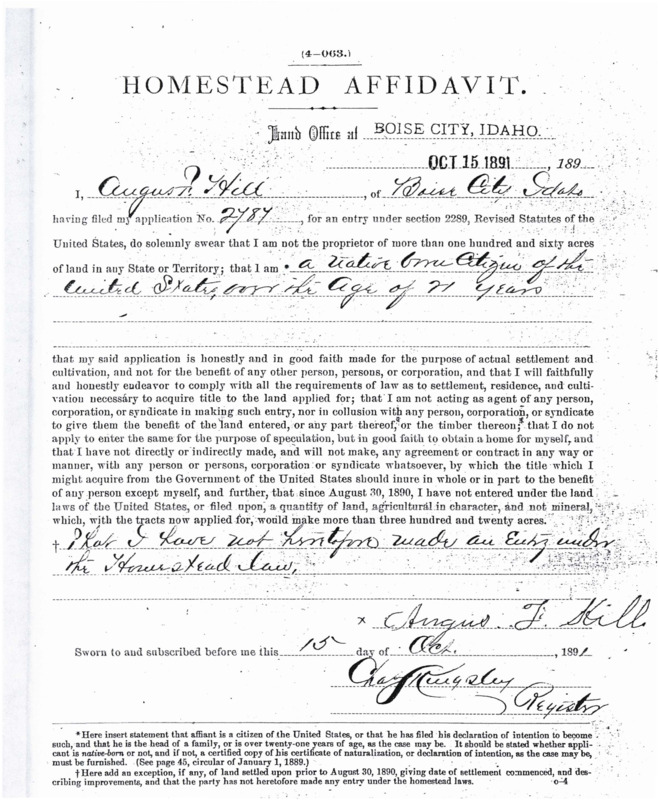 (4—063.)
HOMESTEAD AFFIDAVIT.
Land Office at BOISE CITY, IDAHO.
OCT 15 1891, 189
I, Angus F. Hill, of Boise City Idaho
having filed my application No. 2787, for an entry under section 2289, Revised Statutes of the
United States, do solemnly swear that I am not the proprietor of more than one hundred and sixty acres
of land in any State or Territory; that I am * a native born Citizen of the
United States, over the Age of 21 years
that my said application is honestly and in good faith made for the purpose of actual settlement and
cultivation, and not for the benefit of any other person, persons, or corporation, and that I will faithfully
and honestly endeavor to comply with all the requirements of law as to settlement, residence, and culti-
vation necessary to acquire title to the land applied for; that I am not acting as agent of any person,
corporation, or syndicate in making such entry, nor in collusion with any person, corporation, or syndicate
to give them the benefit of the land entered, or any part thereof, or the timber thereon; that I do not
apply to enter the same for the purpose of speculation, but in good faith to obtain a home for myself, and
that I have not directly or indirectly made, and will not make, any agreement or contract in any way or
manner, with any person or persons, corporation or syndicate whatsoever, by which the title which I
might acquire from the Government of the United States should inure in whole or in part to the benefit
of any person except myself, and further, that since August 30, 1890, I have not entered under the land
laws of the United States, or filed upon, a quantity of land, agricultural in character, and not mineral,
which, with the tracts now applied for, would make more than three hundred and twenty acres.
† That I have not heretofore made an Entry under
the Homestead Law.
x Angus F. Hill
Sworn to and subscribed before me this 15 day of Oct., 1891
Chas Kingsley
Register
*Here insert statement that affiant is a citizen of the United States, or that he has filed his declaration of intention to become
such, and that he is the head of a family, or is over twenty-one years of age, as the case may be. It should be stated whether appli-
cant is native-born or not, and if not, a certified copy of his certificate of naturalization, or declaration of intention, as the case may be,
must be furnished. (See page 45, circular of January 1, 1889.)
†Here add an exception, if any, of land settled upon prior to August 30, 1890, giving date of settlement commenced, and des-
cribing improvements, and that the party has not heretofore made any entry under the homestead laws. o-4